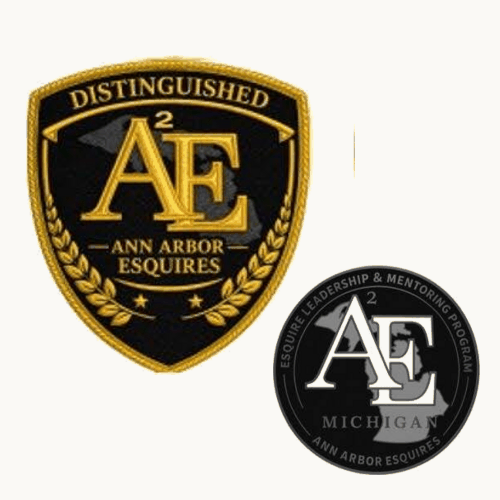 DISTINGUISHED
A²E
—ANN ARBOR—
ESQUIRES
ESQUIRE LEADERSHIP & MENTORING PROGRAM
A²E
MICHIGAN
ANN ARBOR ESQUIRES